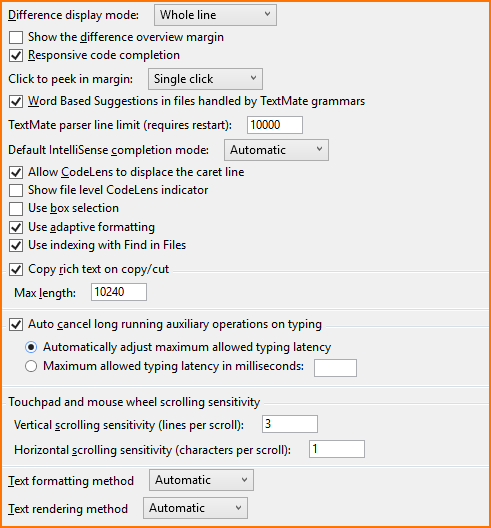 Difference display mode: Whole line
Show the difference overview margin
Responsive code completion
Click to peek in margin: Single click
Word Based Suggestions in files handled by TextMate grammars
TextMate parser line limit (requires restart): 10000
Default IntelliSense completion mode: Automatic
Allow CodeLens to displace the caret line
Show file level CodeLens indicator
Use box selection
Use adaptive formatting
Use indexing with Find in Files
Copy rich text on copy/cut
Max length: 10240
Auto cancel long running auxiliary operations on typing
Automatically adjust maximum allowed typing latency
Maximum allowed typing latency in milliseconds:
Touchpad and mouse wheel scrolling sensitivity
Vertical scrolling sensitivity (lines per scroll): 3
Horizontal scrolling sensitivity (characters per scroll): 1
Text formatting method Automatic
Text rendering method Automatic